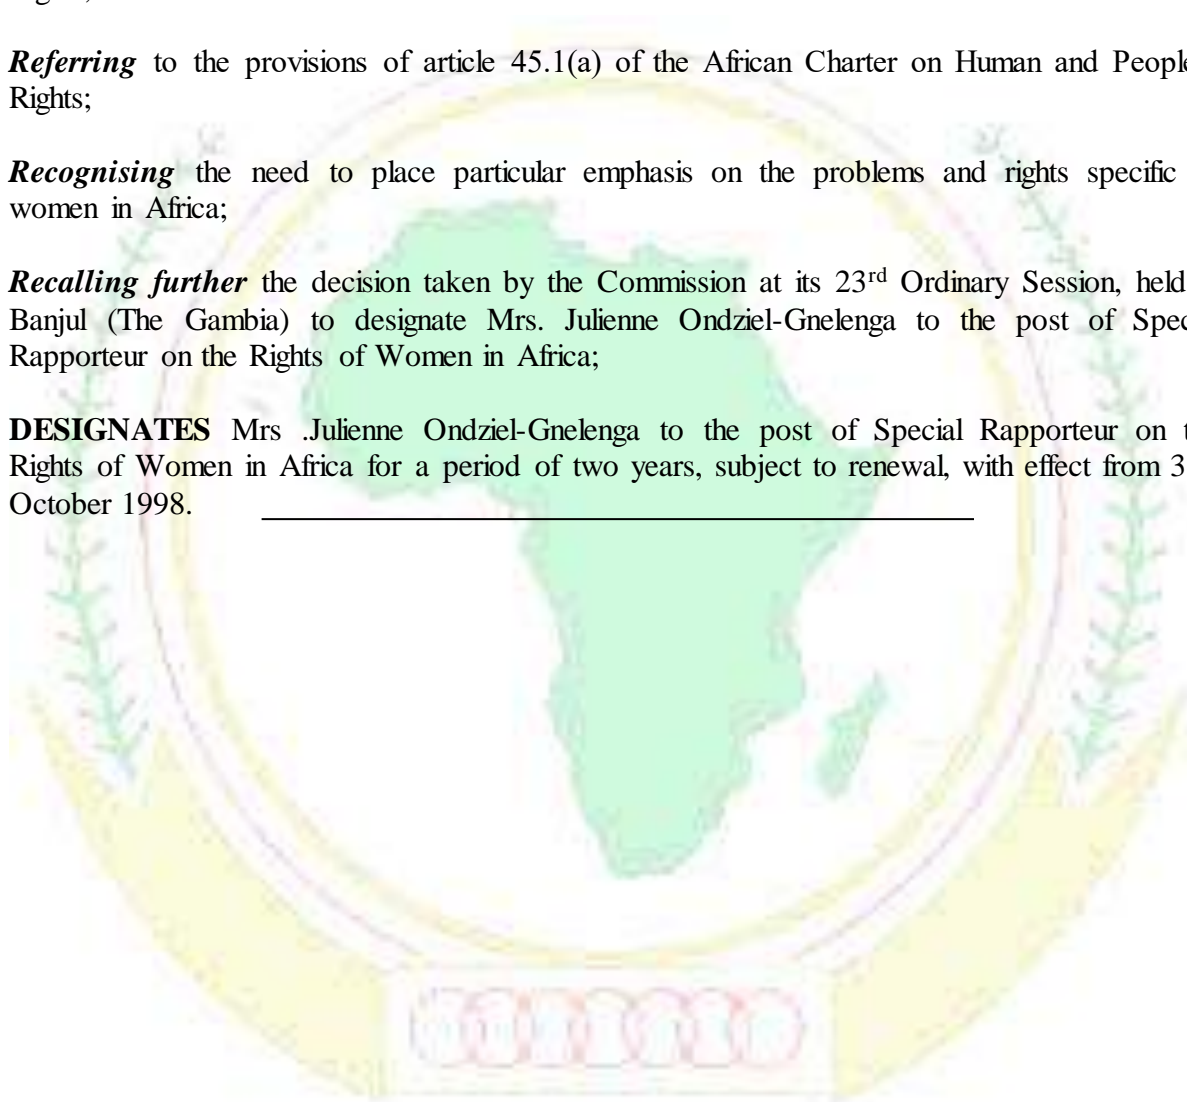 Referring to the provisions of article 45.1(a) of the African Charter on Human and People
Rights;
Recognising the need to place particular emphasis on the problems and rights specific
women in Africa;
Recalling further the decision taken by the Commission at its 23rd Ordinary Session, held
Banjul (The Gambia) to designate Mrs. Julienne Ondziel-Gnelenga to the post of Spec
Rapporteur on the Rights of Women in Africa;
DESIGNATES Mrs .Julienne Ondziel-Gnelenga to the post of Special Rapporteur on t
Rights of Women in Africa for a period of two years, subject to renewal, with effect from 3
October 1998.